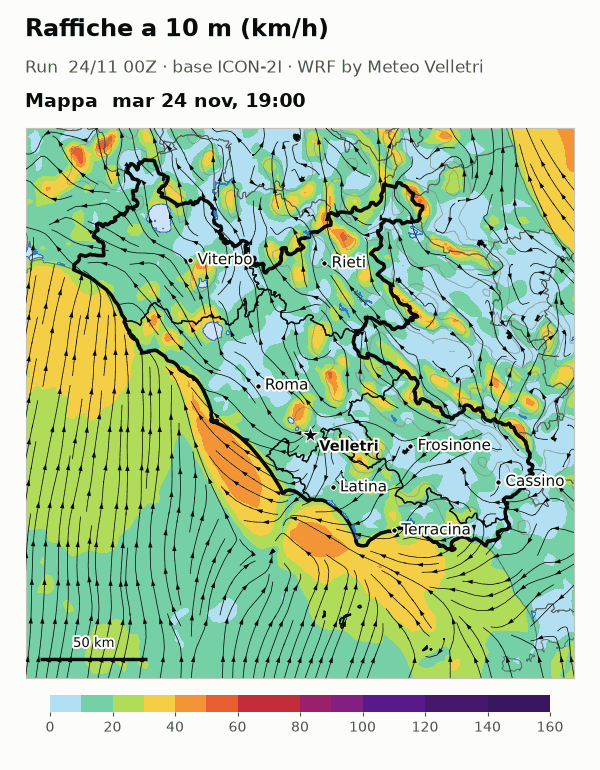 Raffiche a 10 m (km/h)
Run  24/11 00Z · base ICON-2I · WRF by Meteo Velletri
Mappa  mar 24 nov, 19:00
Viterbo
Rieti
Roma
Velletri
Frosinone
Latina
Cassino
Terracina
50 km
0 20 40 60 80 100 120 140 160